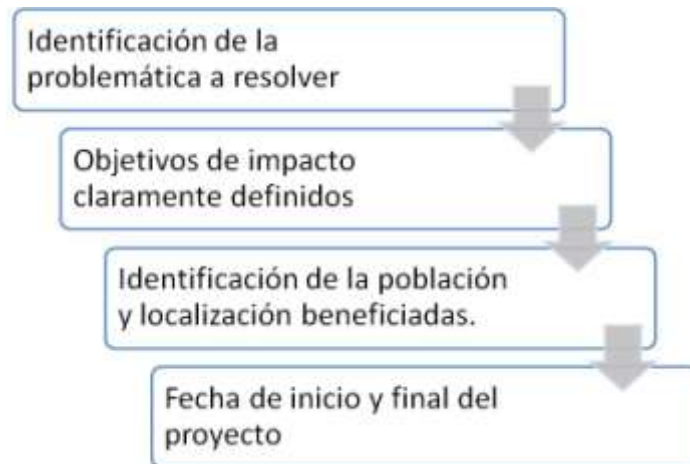 Identificación de la
problemática a resolver
Objetivos de impacto
claramente definidos
Identificación de la población
y localización beneficiadas.
Fecha de inicio y final del
proyecto